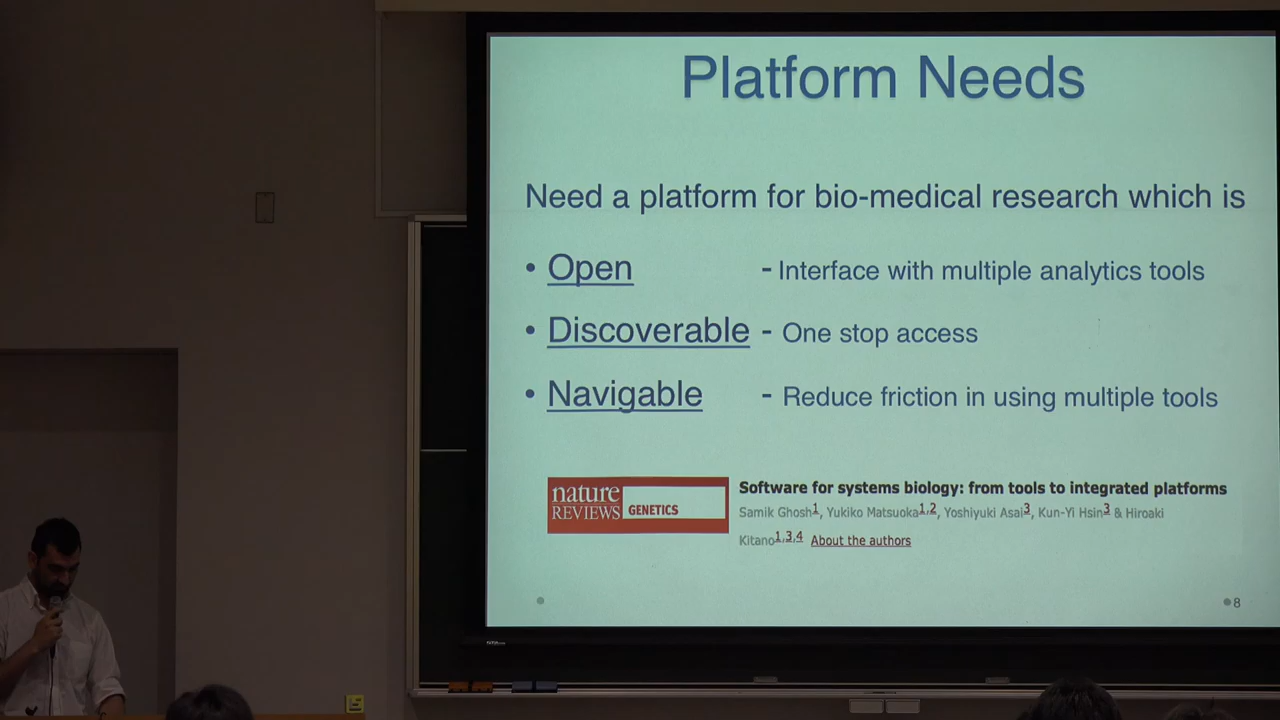 Platform Needs
Need a platform for bio-medical research which is
• Open - Interface with multiple analytics tools
• Discoverable - One stop access
• Navigable - Reduce friction in using multiple tools
nature
REVIEWS GENETICS
Software for systems biology: from tools to integrated platforms
Samik Ghosh1, Yukiko Matsuoka1,2, Yoshiyuki Asai3, Kun-Yi Hsin3 & Hiroaki
Kitano1,3,4 About the authors
8